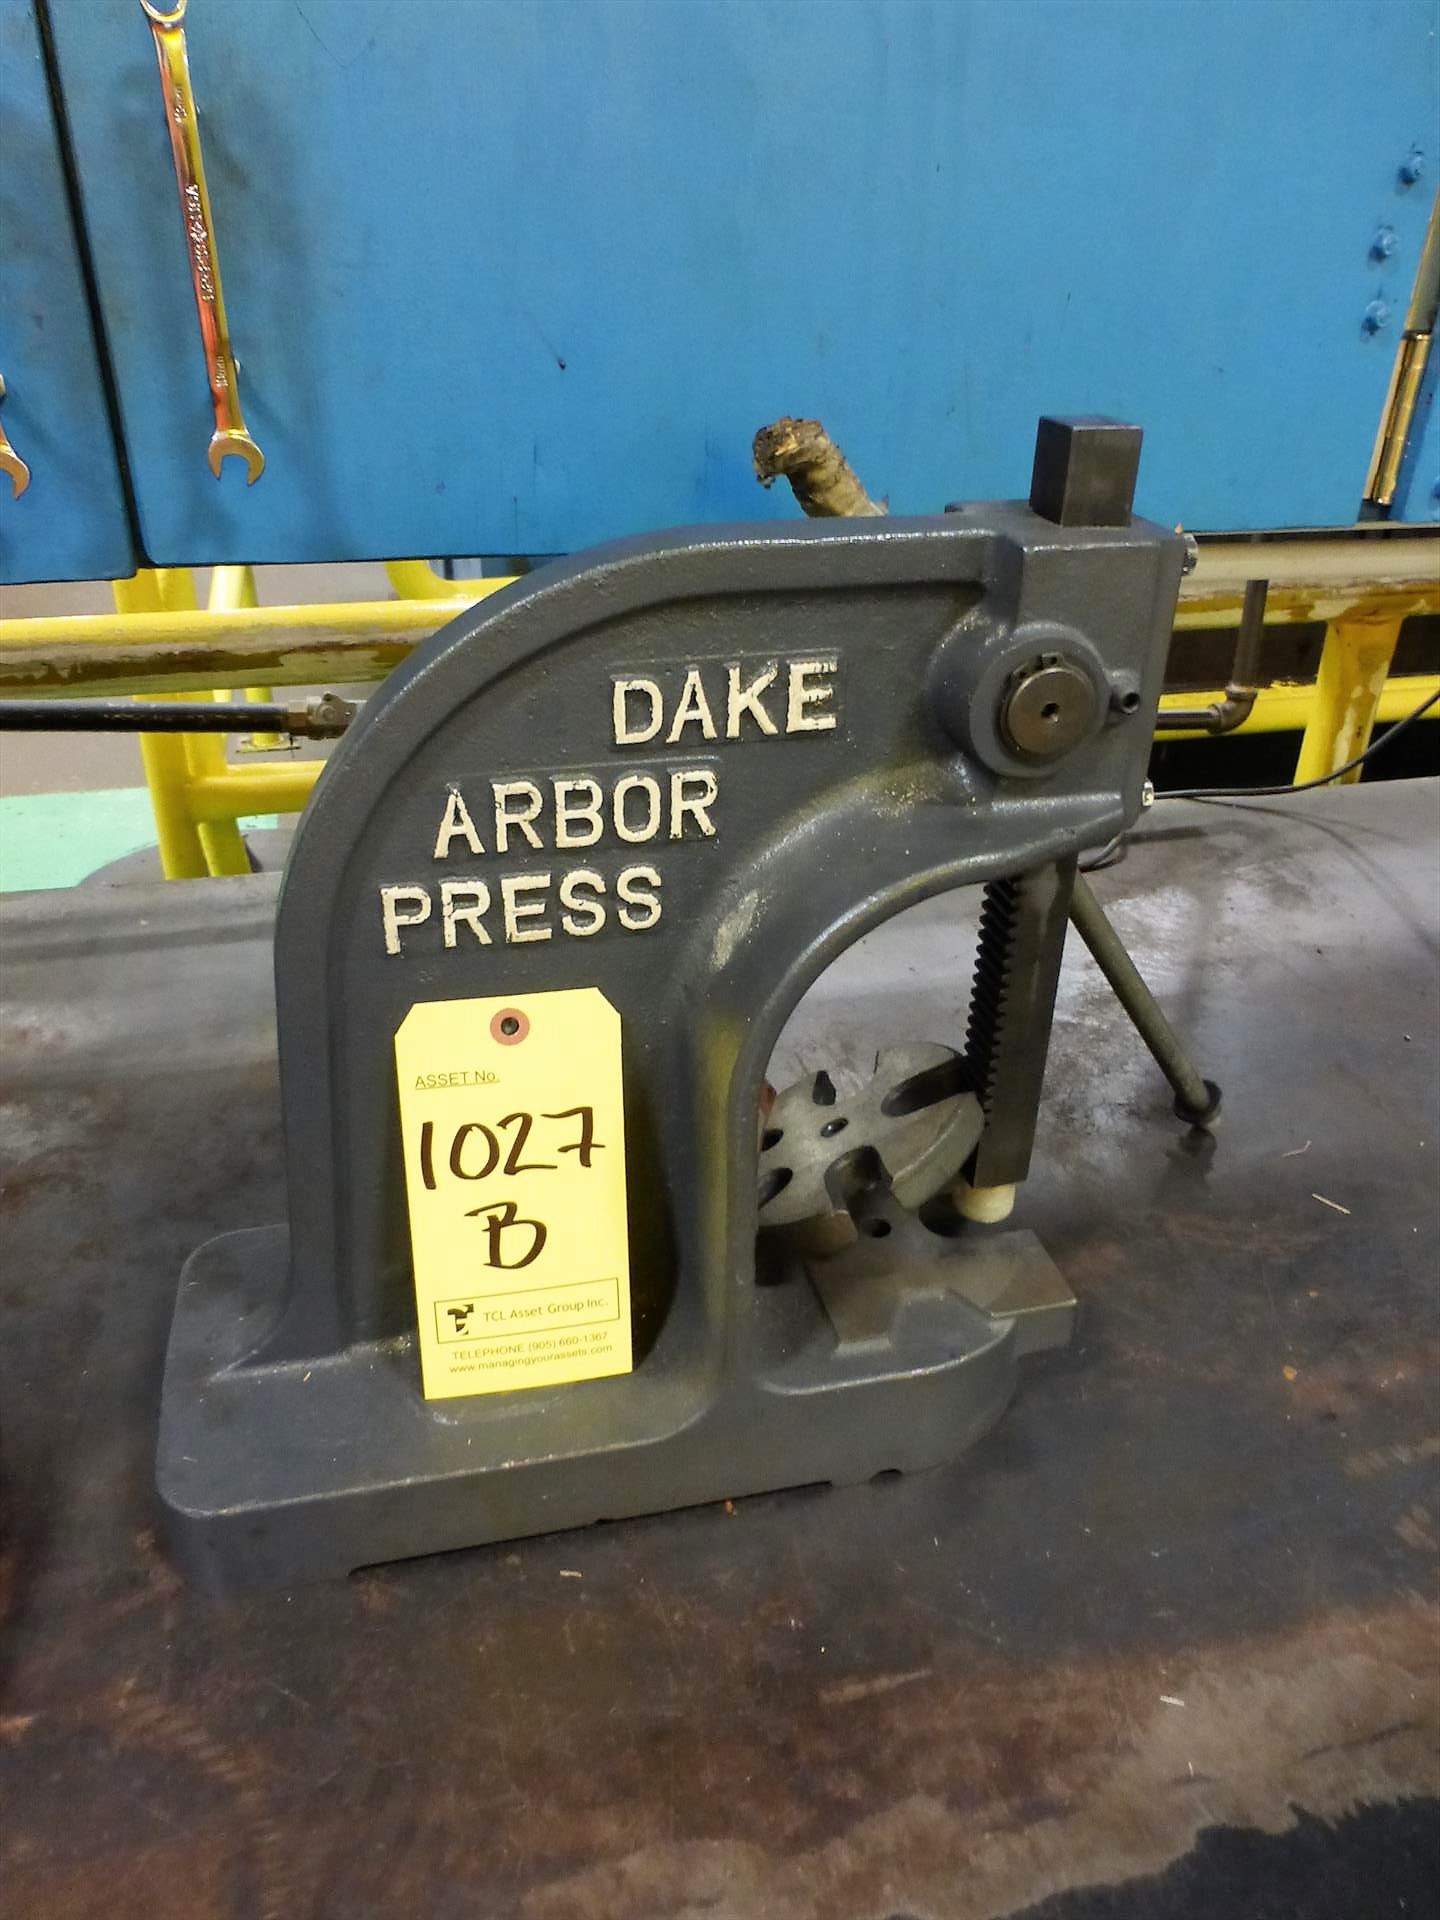 DAKE
ARBOR
PRESS
ASSET No.
1027
B
TCL Asset Group Inc.
TELEPHONE (905) 660-1367
www.managingyourassets.com